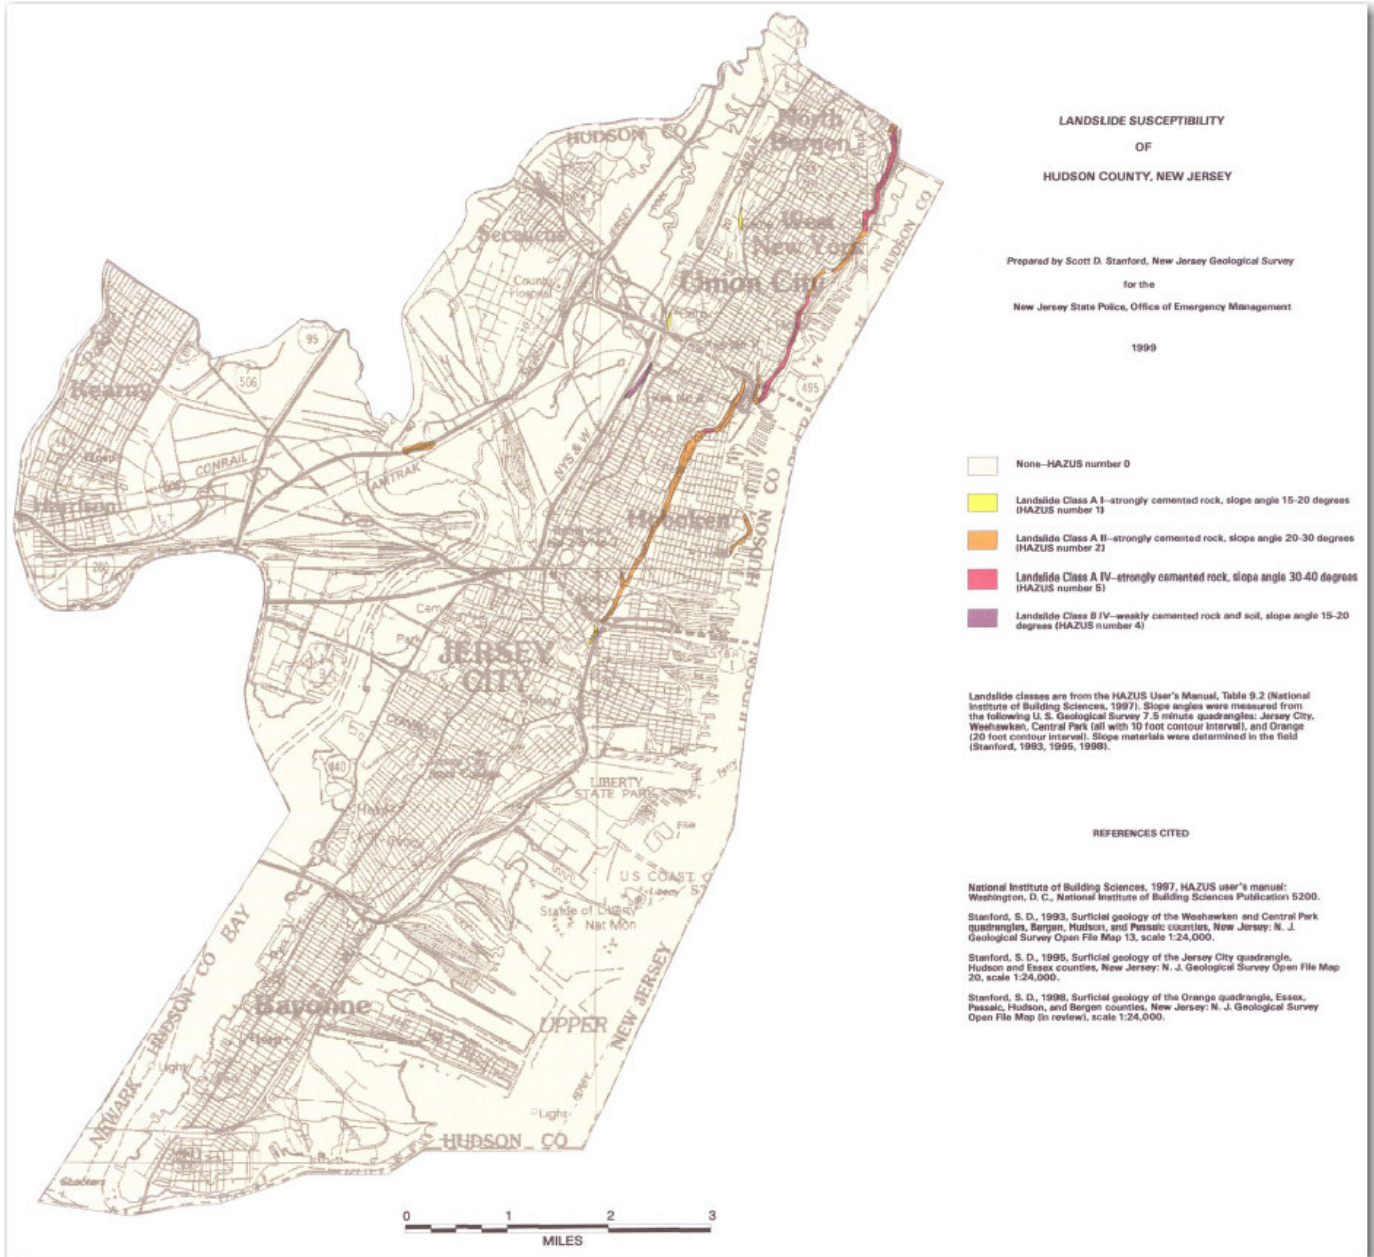 LANDSLIDE SUSCEPTIBILITY
OF
HUDSON COUNTY, NEW JERSEY
Prepared by Scott D. Stanford, New Jersey Geological Survey
for the
New Jersey State Police, Office of Emergency Management
1999
None--HAZUS number 0
Landslide Class A I--strongly cemented rock, slope angle 15-20 degrees
(HAZUS number 1)
Landslide Class A II--strongly cemented rock, slope angle 20-30 degrees
(HAZUS number 2)
Landslide Class A IV--strongly cemented rock, slope angle 30-40 degrees
(HAZUS number 5)
Landslide Class B IV--weakly cemented rock and soil, slope angle 15-20
degrees (HAZUS number 4)
Landslide classes are from the HAZUS User's Manual, Table 9.2 (National
Institute of Building Sciences, 1997). Slope angles were measured from
the following U. S. Geological Survey 7.5 minute quadrangles: Jersey City,
Weehawken, Central Park (all with 10 foot contour interval), and Orange
(20 foot contour interval). Slope materials were determined in the field
(Stanford, 1993, 1995, 1998).
REFERENCES CITED
National Institute of Building Sciences, 1997, HAZUS user's manual:
Washington, D. C., National Institute of Building Sciences Publication 5200.
Stanford, S. D., 1993, Surficial geology of the Weehawken and Central Park
quadrangles, Bergen, Hudson, and Passaic counties, New Jersey: N. J.
Geological Survey Open File Map 13, scale 1:24,000.
Stanford, S. D., 1995, Surficial geology of the Jersey City quadrangle,
Hudson and Essex counties, New Jersey: N. J. Geological Survey Open File Map
20, scale 1:24,000.
Stanford, S. D., 1998, Surficial geology of the Orange quadrangle, Essex,
Passaic, Hudson, and Bergen counties, New Jersey: N. J. Geological Survey
Open File Map (in review), scale 1:24,000.
North
Bergen
HUDSON CO
CONRAIL
Secaucus
West
New York
HUDSON CO
County
Hospital
Union City
JERSEY
95
506
495
Kearny
Hosp
CONRAIL
AMTRAK
NYS & W
Harrison
280
Hoboken
HUDSON CO
Cem
Park
JERSEY
CITY
HUDSON
440
LIBERTY
STATE PARK
Ferry
Ellis
I
U S COAST
Statue of Liberty
Nat Mon
NEWARK BAY
HUDSON CO
Bayonne
Hosp
Light
UPPER
NEW JERSEY
Light
HUDSON CO
0 1 2 3
MILES